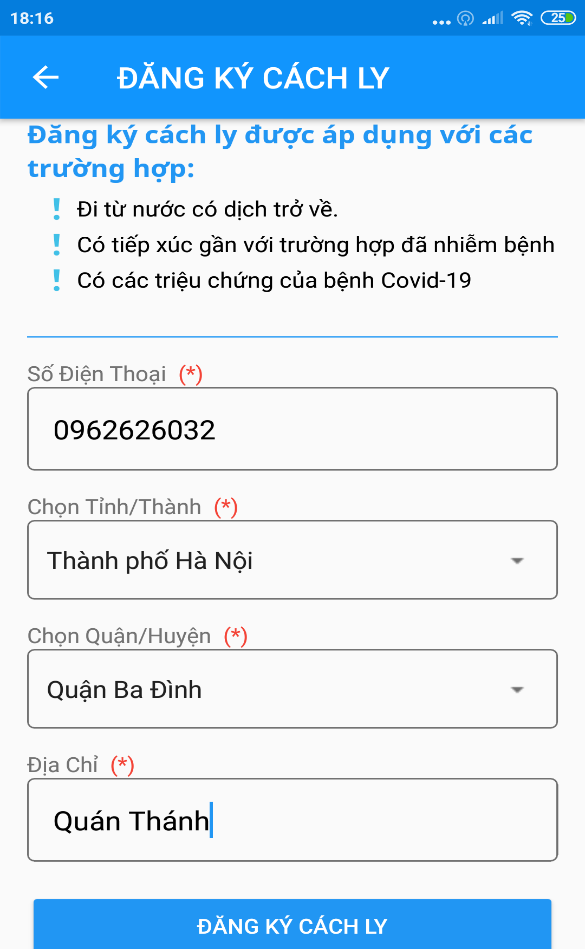 18:16
25
ĐĂNG KÝ CÁCH LY
Đăng ký cách ly được áp dụng với các
trường hợp:
! Đi từ nước có dịch trở về.
! Có tiếp xúc gần với trường hợp đã nhiễm bệnh
! Có các triệu chứng của bệnh Covid-19
Số Điện Thoại (*)
0962626032
Chọn Tỉnh/Thành (*)
Thành phố Hà Nội
Chọn Quận/Huyện (*)
Quận Ba Đình
Địa Chỉ (*)
Quán Thánh
ĐĂNG KÝ CÁCH LY